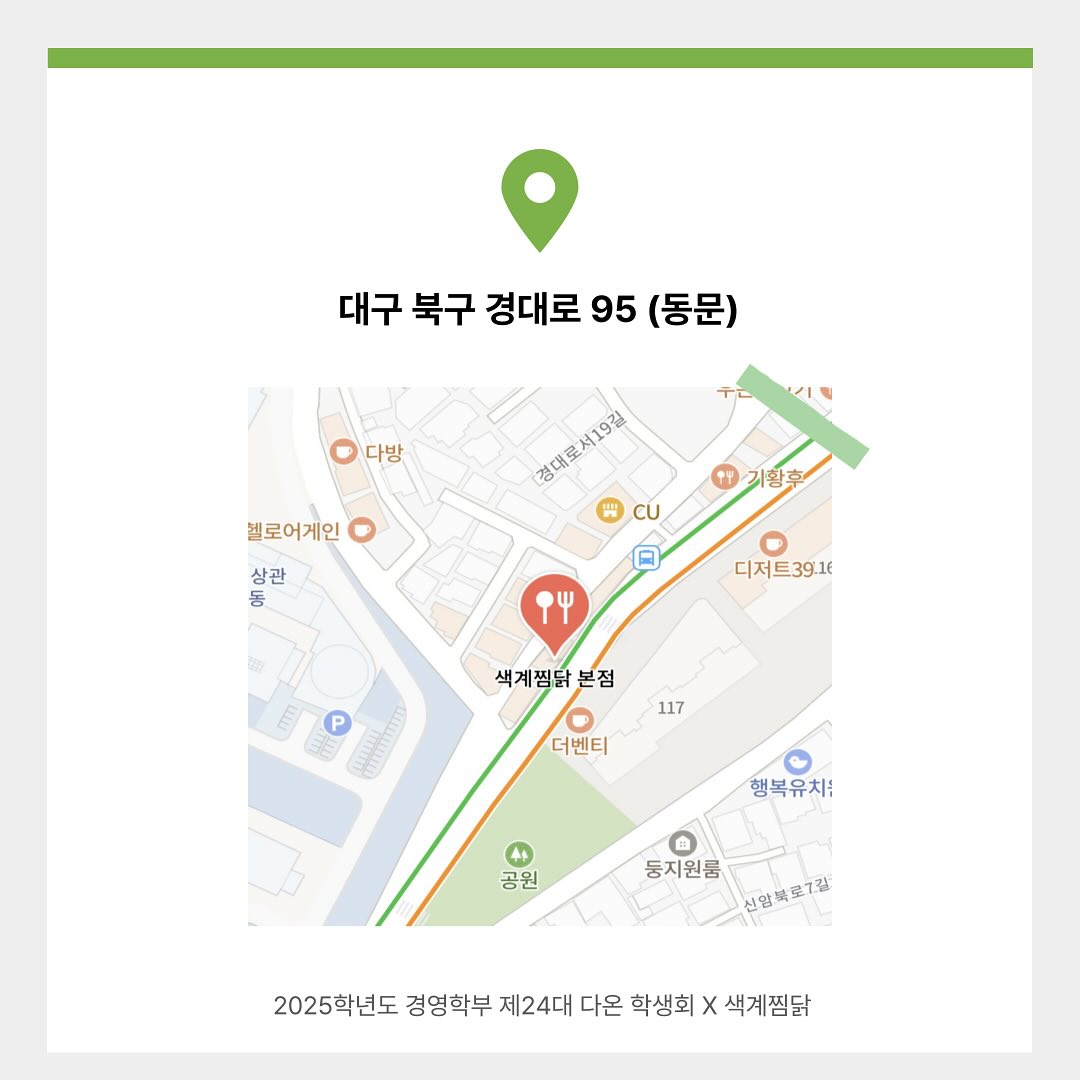 대구 북구 경대로 95 (동문)
경대로서19길
다방
기황후
CU
헬로어게인
디저트39
16
상관
동
색계찜닭 본점
117
P
더벤티
행복유치원
둥지원룸
공원
신암북로7길
2025학년도 경영학부 제24대 다온 학생회 X 색계찜닭